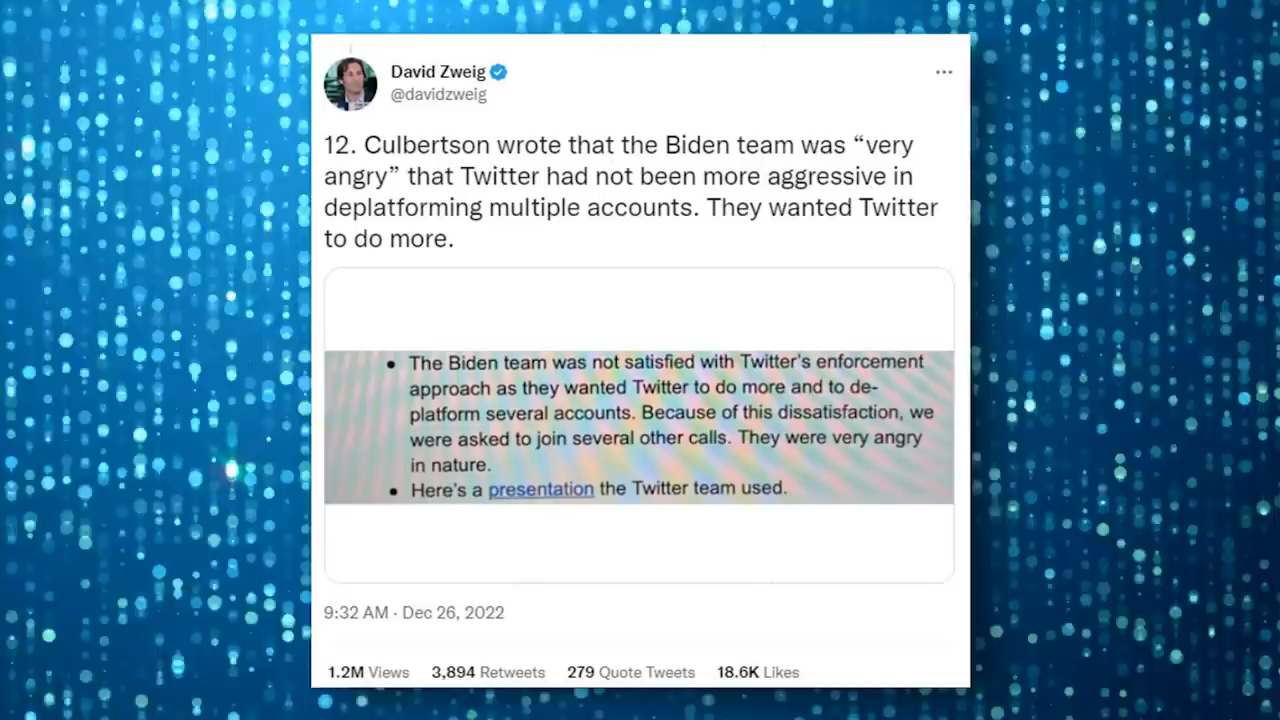 David Zweig
@davidzweig
12. Culbertson wrote that the Biden team was “very
angry” that Twitter had not been more aggressive in
deplatforming multiple accounts. They wanted Twitter
to do more.
• The Biden team was not satisfied with Twitter's enforcement
approach as they wanted Twitter to do more and to de-
platform several accounts. Because of this dissatisfaction, we
were asked to join several other calls. They were very angry
in nature.
• Here's a presentation the Twitter team used.
9:32 AM · Dec 26, 2022
1.2M Views 3,894 Retweets 279 Quote Tweets 18.6K Likes